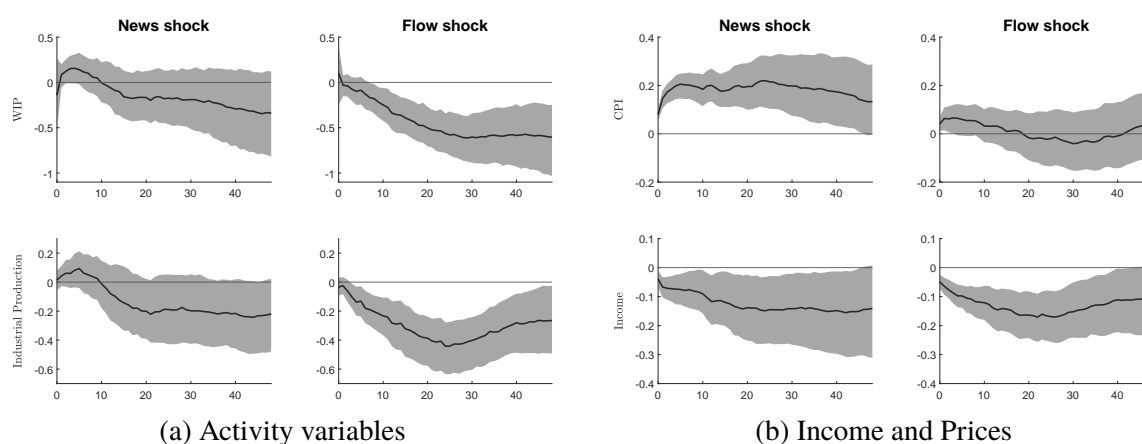 News shock
Flow shock
News shock
Flow shock
0.5
0
-0.5
-1
WIP
0 10 20 30 40
0.5
0
-0.5
-1
0 10 20 30 40
0.4
0.2
0
-0.2
CPI
0 10 20 30 40
0.4
0.2
0
-0.2
0 10 20 30 40
0.2
0
-0.2
-0.4
-0.6
Industrial Production
0 10 20 30 40
0.2
0
-0.2
-0.4
-0.6
0 10 20 30 40
0.1
0
-0.1
-0.2
-0.3
-0.4
Income
0 10 20 30 40
0.1
0
-0.1
-0.2
-0.3
-0.4
0 10 20 30 40
(a) Activity variables
(b) Income and Prices